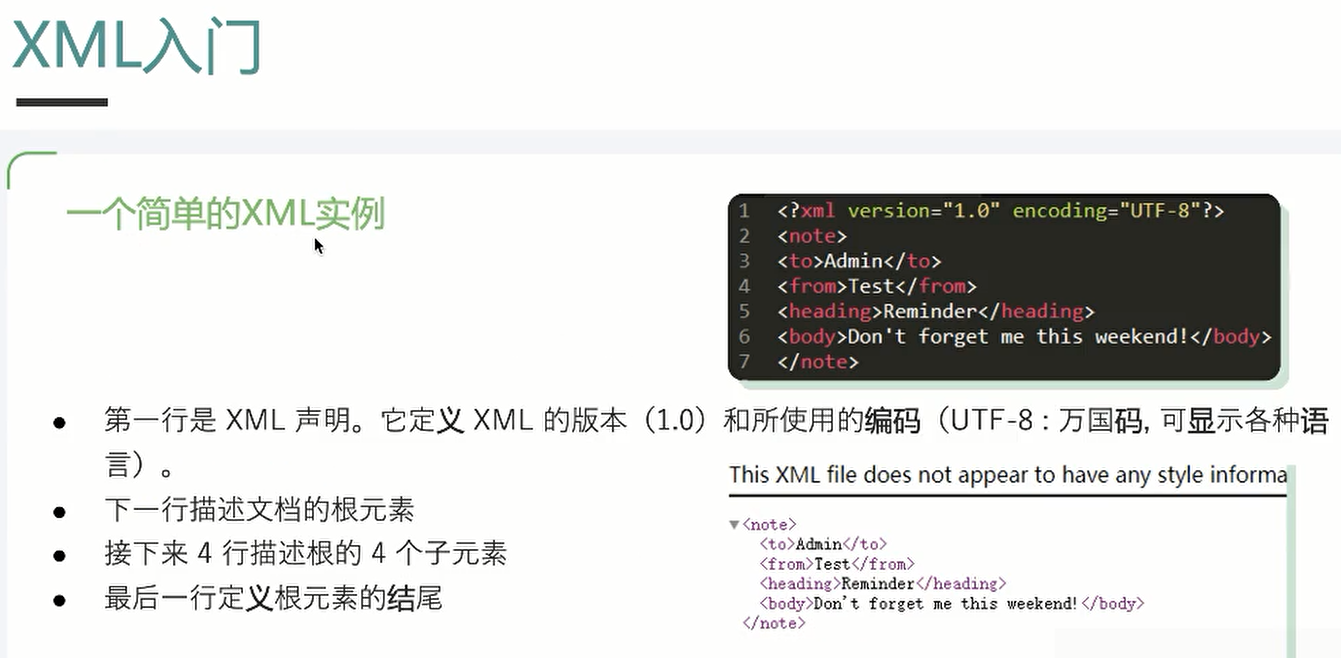 XML入门
一个简单的XML实例
1 <?xml version="1.0" encoding="UTF-8"?>
2 <note>
3 <to>Admin</to>
4 <from>Test</from>
5 <heading>Reminder</heading>
6 <body>Don't forget me this weekend!</body>
7 </note>
第一行是 XML 声明。它定义 XML 的版本（1.0）和所使用的编码（UTF-8 : 万国码, 可显示各种语
言）。
下一行描述文档的根元素
接下来 4 行描述根的 4 个子元素
最后一行定义根元素的结尾
This XML file does not appear to have any style informa
▼<note>
<to>Admin</to>
<from>Test</from>
<heading>Reminder</heading>
<body>Don't forget me this weekend!</body>
</note>